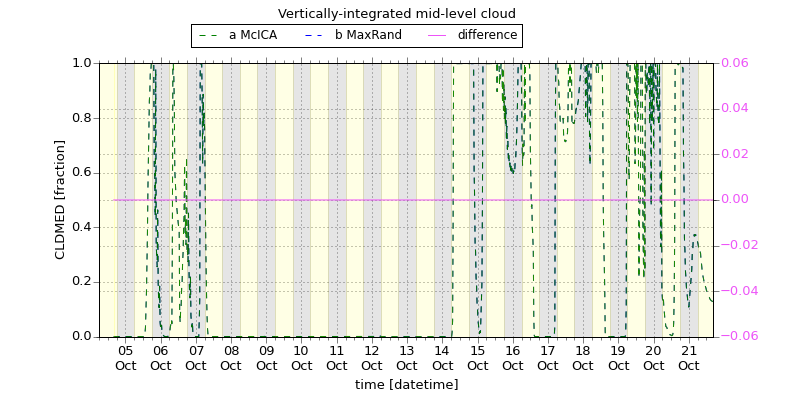 Vertically-integrated mid-level cloud
a McICA b MaxRand difference
1.0 0.8 0.6 0.4 0.2 0.0
CLDMED [fraction]
0.06 0.04 0.02 0.00 −0.02 −0.04 −0.06
05 06 07 08 09 10 11 12 13 14 15 16 17 18 19 20 21
Oct Oct Oct Oct Oct Oct Oct Oct Oct Oct Oct Oct Oct Oct Oct Oct Oct
time [datetime]